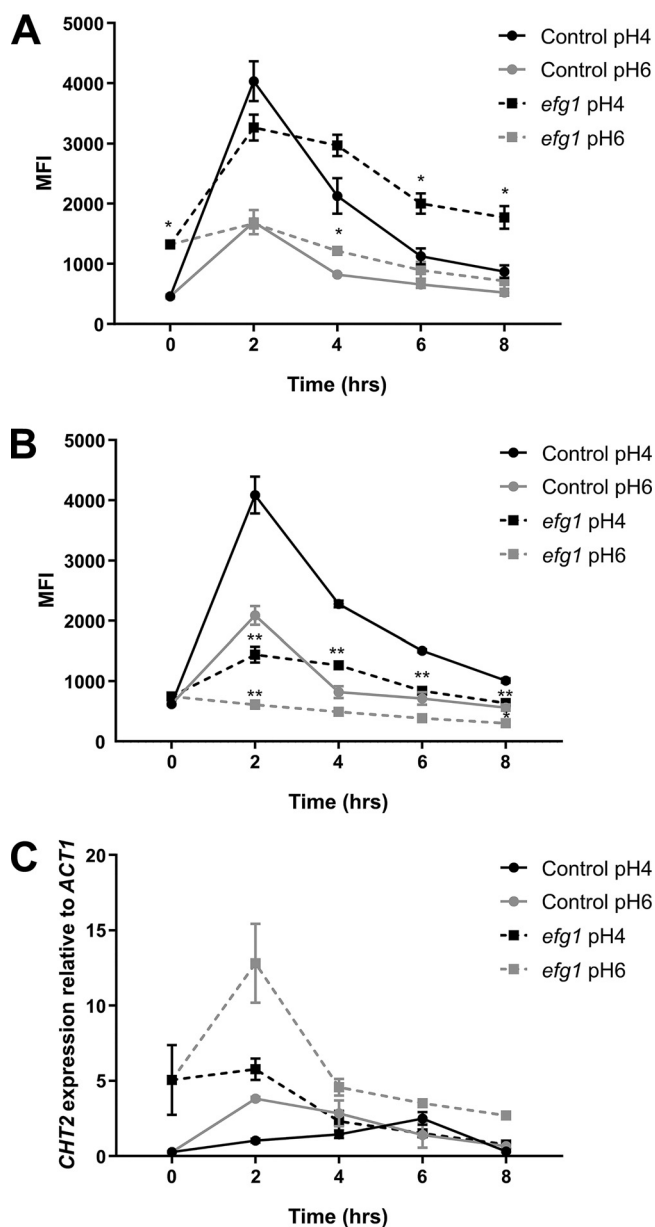 A
5000
4000
3000
2000
1000
0
MFI
*
*
*
*
0 2 4 6 8
Time (hrs)
Control pH4
Control pH6
efg1 pH4
efg1 pH6
B
5000
4000
3000
2000
1000
0
MFI
**
**
**
**
**
*
0 2 4 6 8
Time (hrs)
Control pH4
Control pH6
efg1 pH4
efg1 pH6
C
20
15
10
5
0
CHT2 expression relative to ACT1
0 2 4 6 8
Time (hrs)
Control pH4
Control pH6
efg1 pH4
efg1 pH6